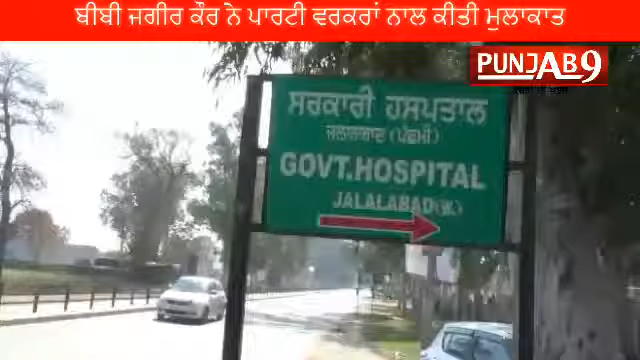 ਬੀਬੀ ਜਗੀਰ ਕੌਰ ਨੇ ਪਾਰਟੀ ਵਰਕਰਾਂ ਨਾਲ ਕੀਤੀ ਮੁਲਾਕਾਤ
PUNJAB9
ਸਰਕਾਰੀ ਹਸਪਤਾਲ
ਜਲਾਲਾਬਾਦ (ਪੱਛਮੀ)
GOVT.HOSPITAL
JALALABAD(W.)